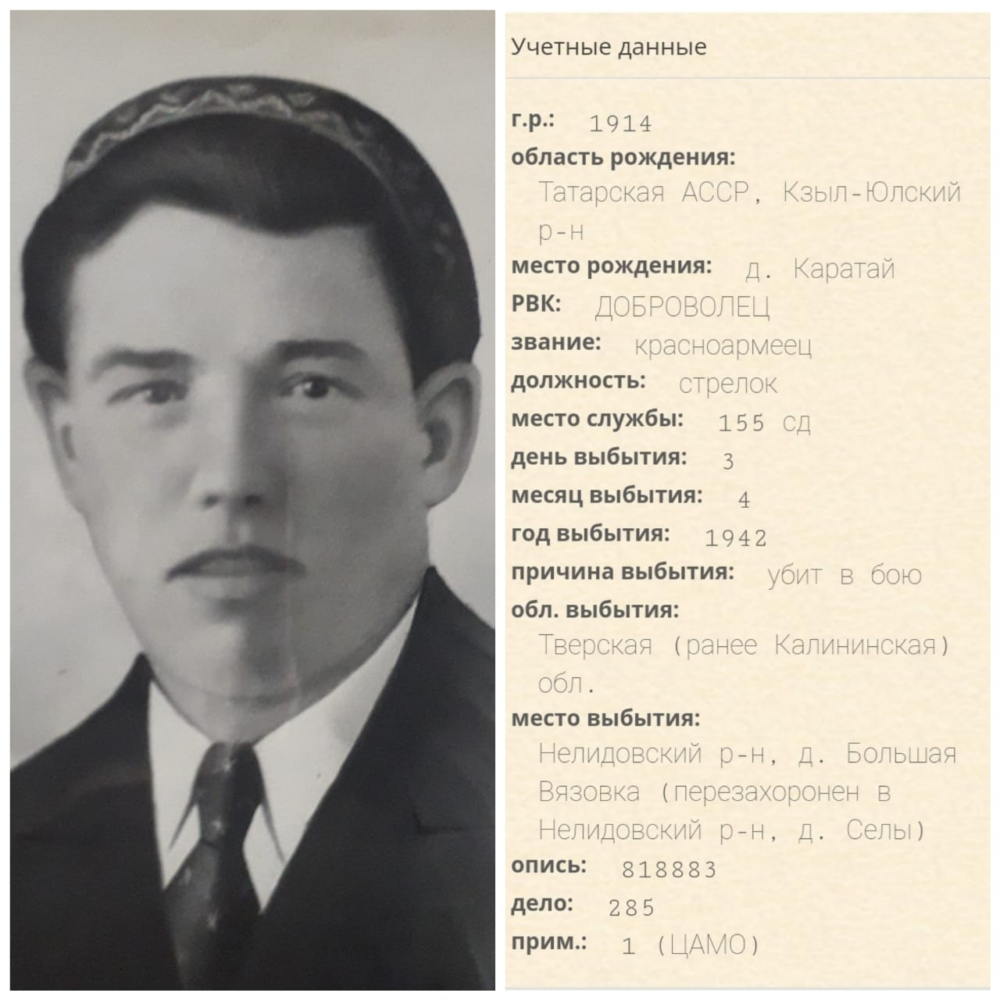 Учетные данные
г.р.: 1914
область рождения:
Татарская АССР, Кзыл-Юлский
р-н
место рождения: д. Каратай
РВК: ДОБРОВОЛЕЦ
звание: красноармеец
должность: стрелок
место службы: 155 сд
день выбытия: 3
месяц выбытия: 4
год выбытия: 1942
причина выбытия: убит в бою
обл. выбытия:
Тверская (ранее Калининская)
обл.
место выбытия:
Нелидовский р-н, д. Большая
Вязовка (перезахоронен в
Нелидовский р-н, д. Селы)
опись: 818883
дело: 285
прим.: 1 (ЦАМО)